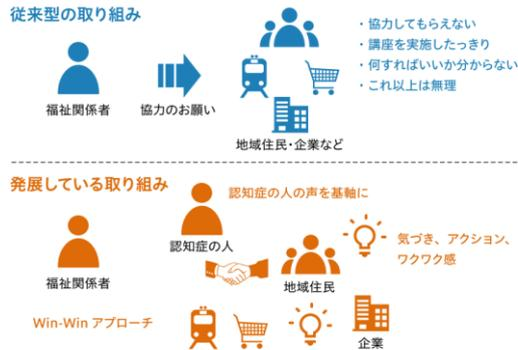 従来型の取り組み
・協力してもらえない
・講座を実施したっきり
・何すればいいか分からない
・これ以上は無理
福祉関係者
協力のお願い
地域住民・企業など
発展している取り組み
認知症の人の声を基軸に
認知症の人
気づき、アクション、
ワクワク感
福祉関係者
地域住民
Win-Win アプローチ
企業